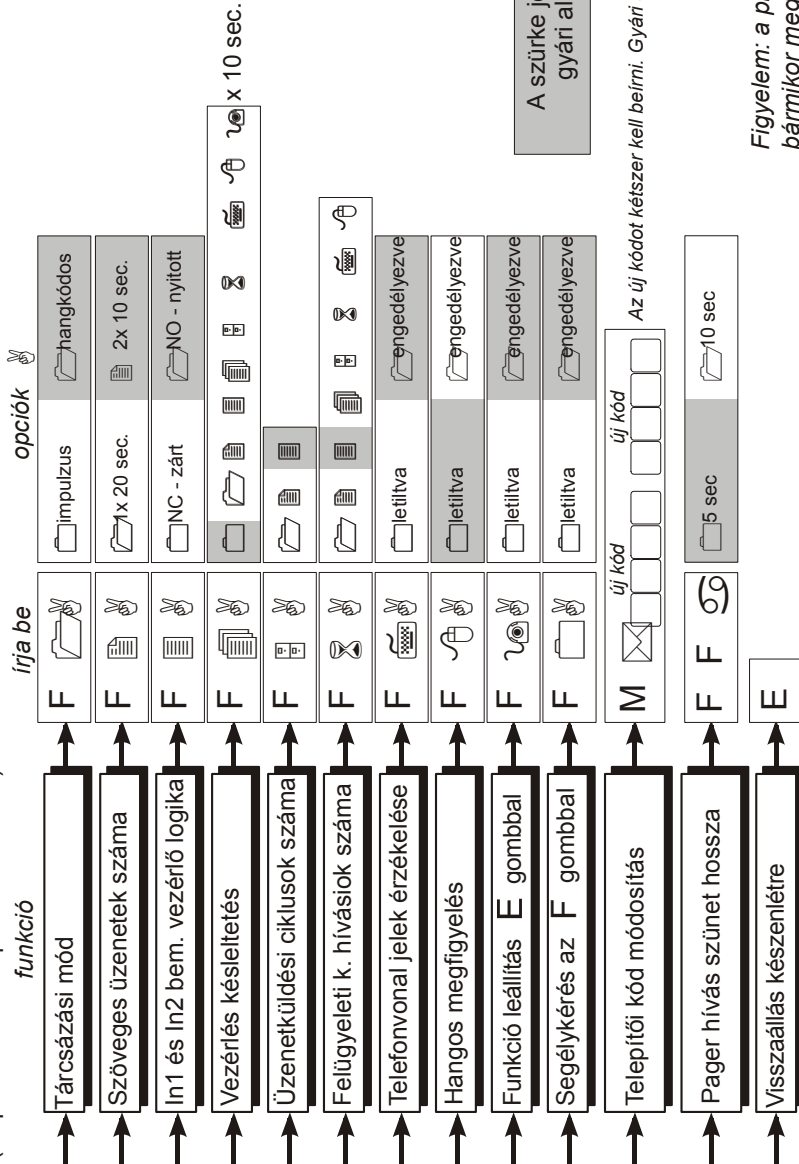 funkció
írja be
opciók
Tárcsázási mód
F
impulzus
hangkódos
Szöveges üzenetek száma
F
1x 20 sec.
2x 10 sec.
In1 és In2 bem. vezérlő logika
F
NC - zárt
NO - nyitott
Vezérlés késleltetés
F
x 10 sec.
Üzenetküldési ciklusok száma
F
Felügyeleti k. hívásiok száma
F
Telefonvonal jelek érzékelése
F
letiltva
engedélyezve
Hangos megfigyelés
F
letiltva
engedélyezve
Funkció leállítás E gombbal
F
letiltva
engedélyezve
Segélykérés az F gombbal
F
letiltva
engedélyezve
Telepítői kód módosítás
M
új kód
új kód
Az új kódot kétszer kell beírni. Gyári
Pager hívás szünet hossza
F F
5 sec
10 sec
Visszaállás készenlétre
E
A szürke
gyári
Figyelem: a
bármikor